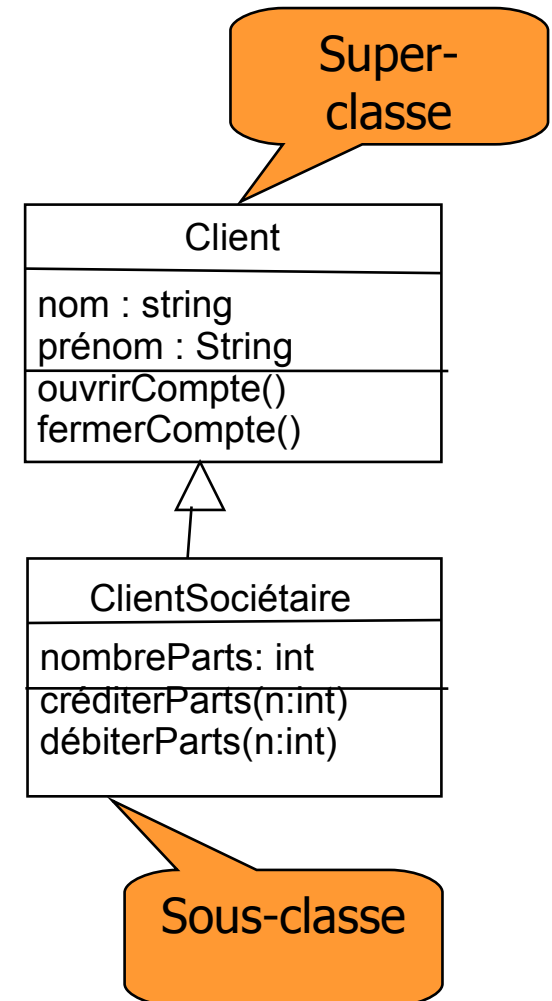 Super-
classe
Client
nom : string
prénom : String
ouvrirCompte()
fermerCompte()
ClientSociétaire
nombreParts: int
créditerParts(n:int)
débiterParts(n:int)
Sous-classe